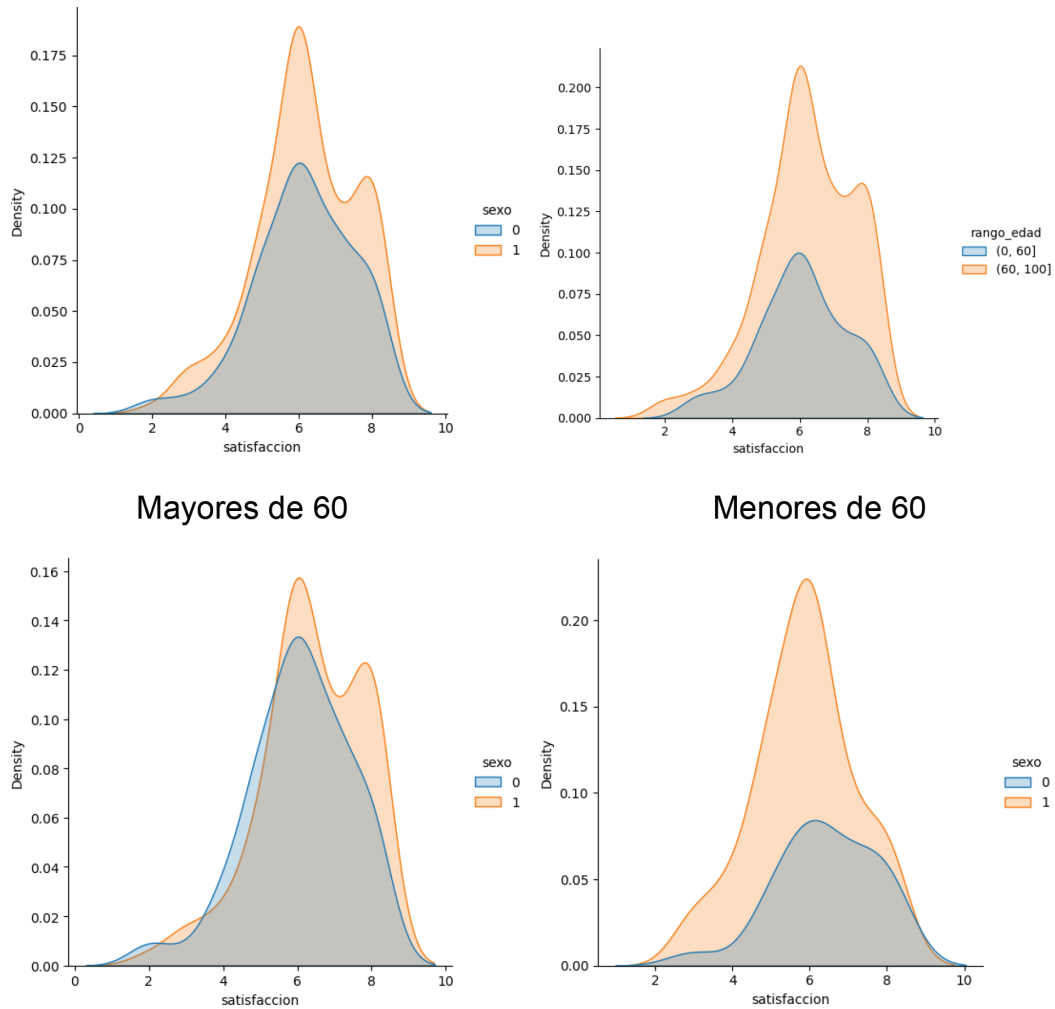 0.175
0.150
0.125
0.100
0.075
0.050
0.025
0.000
Density
0 2 4 6 8 10
satisfaccion
sexo
0
1
0.200
0.175
0.150
0.125
0.100
0.075
0.050
0.025
0.000
Density
2 4 6 8 10
satisfaccion
rango_edad
(0, 60]
(60, 100]
Mayores de 60
0.16
0.14
0.12
0.10
0.08
0.06
0.04
0.02
0.00
Density
0 2 4 6 8 10
satisfaccion
sexo
0
1
Menores de 60
0.20
0.15
0.10
0.05
0.00
Density
2 4 6 8 10
satisfaccion
sexo
0
1